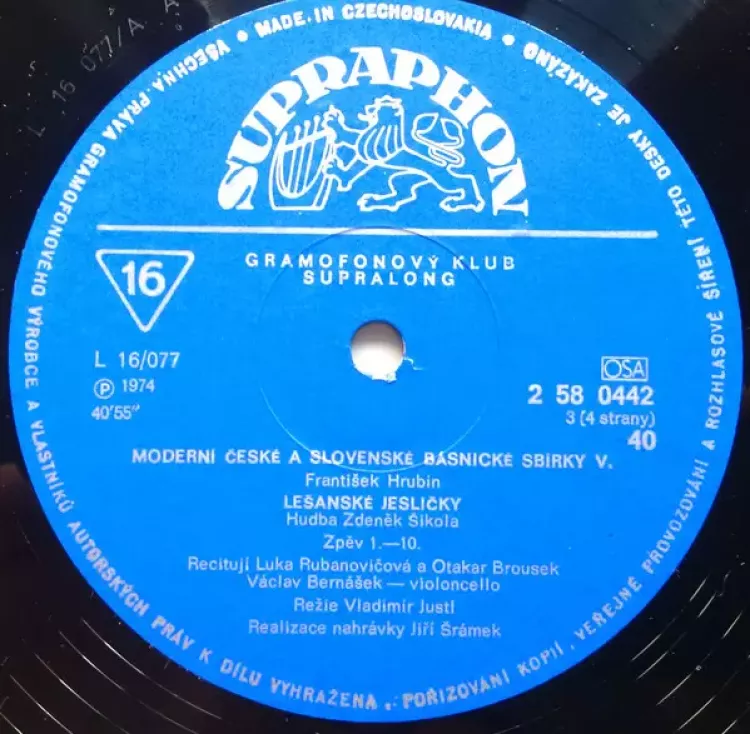 MADE IN CZECHOSLOVAKIA
VŠECHNA PRÁVA GRAMOFONOVÉHO VÝROBCE A VLASTNÍKŮ AUTORSKÝCH PRÁV K DÍLU VYHRAŽENA. POŘIZOVÁNÍ KOPIÍ, VEŘEJNÉ PROVOZOVÁNÍ A ROZHLASOVÉ ŠÍŘENÍ TÉTO DESKY JE ZAKÁZÁNO
L 16 077/A
SUPRAPHON
16
GRAMOFONOVÝ KLUB
SUPRALONG
L 16/077
Ⓟ 1974
40'55"
OSA
2 58 0442
3 (4 strany)
40
MODERNÍ ČESKÉ A SLOVENSKÉ BÁSNICKÉ SBÍRKY V.
František Hrubín
LEŠANSKÉ JESLIČKY
Hudba Zdeněk Šikola
Zpěv 1.—10.
Recitují Luka Rubanovičová a Otakar Brousek
Václav Bernášek — violoncello
Režie Vladimír Justl
Realizace nahrávky Jiří Šrámek